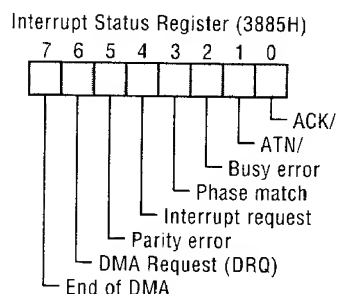 Interrupt Status Register (3885H)
7 6 5 4 3 2 1 0
ACK/
ATN/
Busy error
Phase match
Interrupt request
Parity error
DMA Request (DRQ)
End of DMA